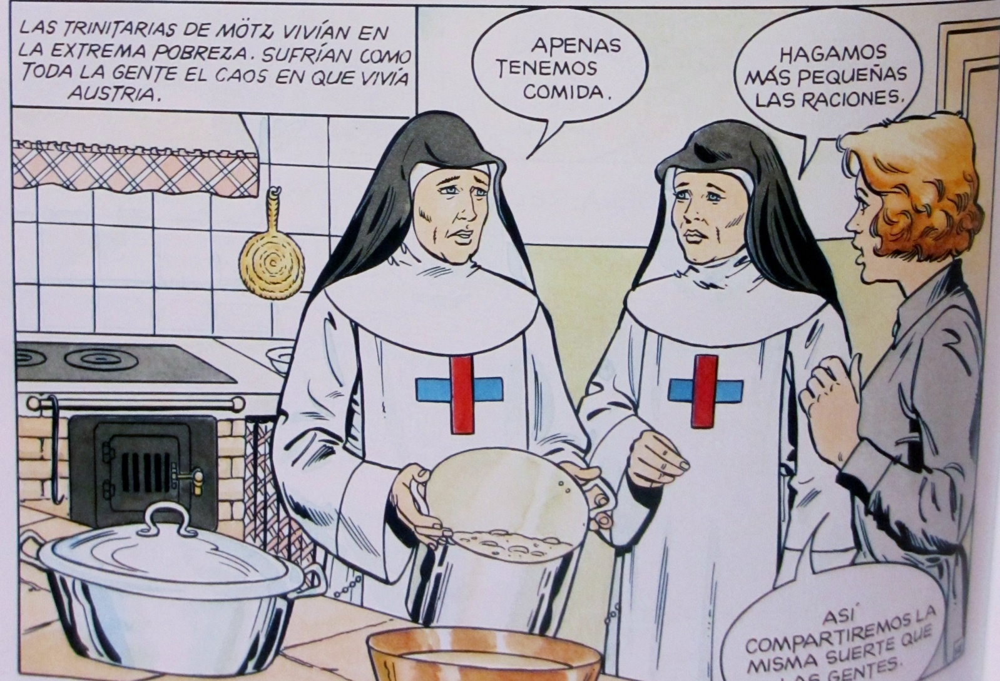 LAS TRINITARIAS DE MÖTZ VIVÍAN EN
LA EXTREMA POBREZA. SUFRÍAN COMO
TODA LA GENTE EL CAOS EN QUE VIVÍA
AUSTRIA.
APENAS
TENEMOS
COMIDA.
HAGAMOS
MÁS PEQUEÑAS
LAS RACIONES.
ASÍ
COMPARTIREMOS LA
MISMA SUERTE QUE
LAS GENTES.